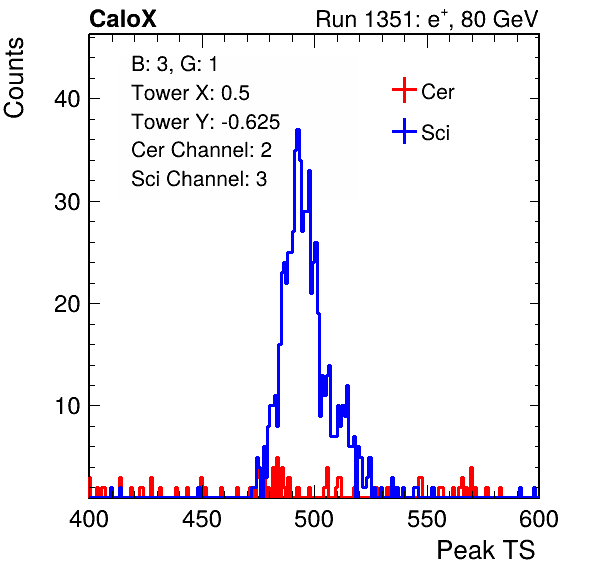 CaloX Run 1351: e⁺, 80 GeV
Counts
B: 3, G: 1
Tower X: 0.5
Tower Y: -0.625
Cer Channel: 2
Sci Channel: 3
Cer
Sci
40
30
20
10
400 450 500 550 600
Peak TS